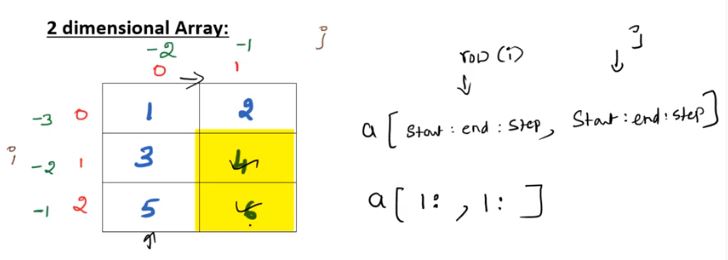 2 dimensional Array:
-2 -1 j
0 → 1 row (i) j
-3 0 1 2
a [ Start : end : Step, Start : end : step ]
i -2 1 3 4
-1 2 5 6 a [ 1: , 1: ]